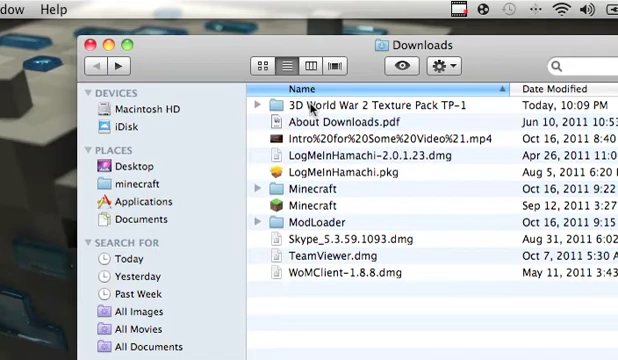 dow Help
Downloads
Name Date Modified
DEVICES
Macintosh HD
iDisk
PLACES
Desktop
minecraft
Applications
Documents
SEARCH FOR
Today
Yesterday
Past Week
All Images
All Movies
All Documents
3D World War 2 Texture Pack TP-1 Today, 10:09 PM
About Downloads.pdf Jun 10, 2011 10:53
Intro%20for%20Some%20Video%21.mp4 Oct 16, 2011 8:40
LogMeInHamachi-2.0.1.23.dmg Apr 26, 2011 11:0
LogMeInHamachi.pkg Aug 5, 2011 6:20 P
Minecraft Oct 16, 2011 9:22
Minecraft Sep 12, 2011 3:27
ModLoader Oct 16, 2011 9:15
Skype_5.3.59.1093.dmg Aug 31, 2011 6:02
TeamViewer.dmg Oct 7, 2011 5:30 A
WoMClient-1.8.8.dmg May 11, 2011 3:43